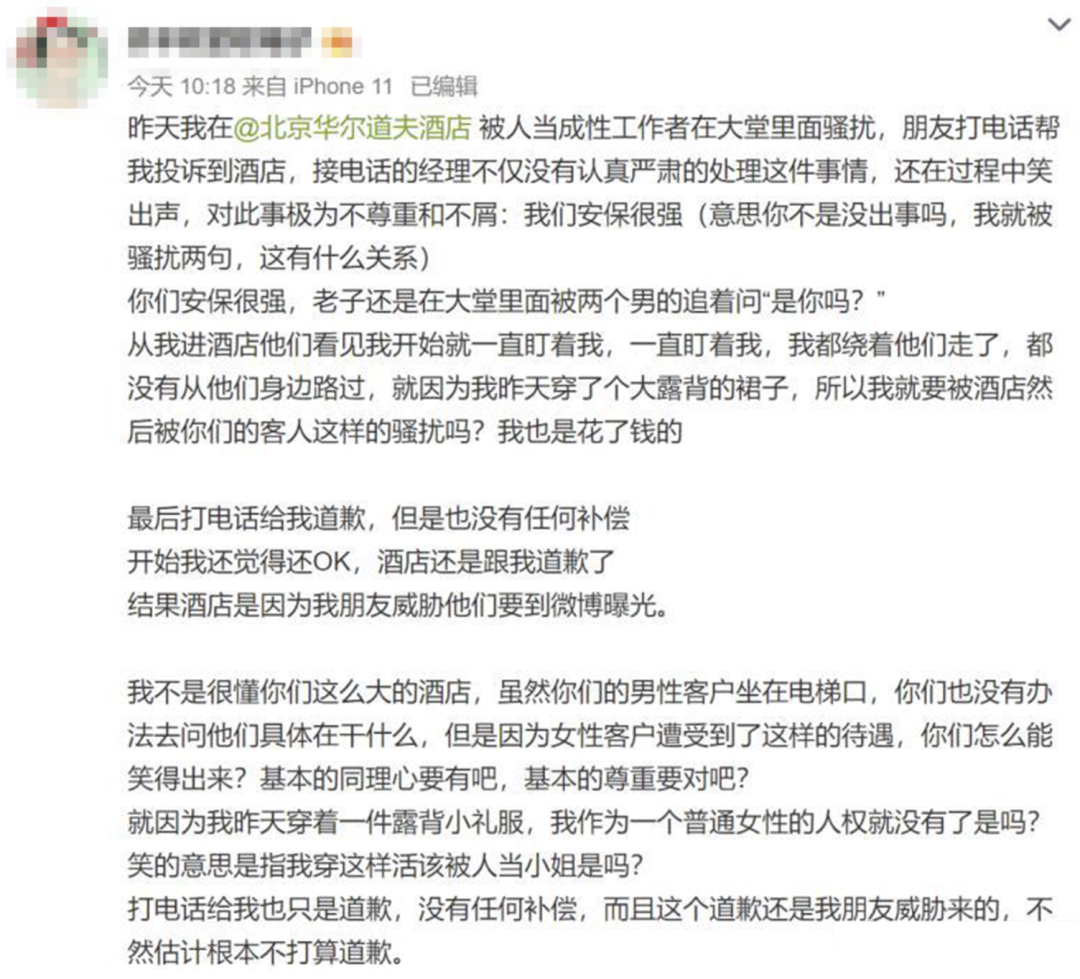 今天 10:18 来自 iPhone 11 已编辑
昨天我在@北京华尔道夫酒店 被人当成性工作者在大堂里面骚扰，朋友打电话帮
我投诉到酒店，接电话的经理不仅没有认真严肃的处理这件事情，还在过程中笑
出声，对此事极为不尊重和不屑：我们安保很强（意思你不是没出事吗，我就被
骚扰两句，这有什么关系）
你们安保很强，老子还是在大堂里面被两个男的追着问“是你吗？”
从我进酒店他们看见我开始就一直盯着我，一直盯着我，我都绕着他们走了，都
没有从他们身边路过，就因为我昨天穿了个大露背的裙子，所以我就要被酒店然
后被你们的客人这样的骚扰吗？我也是花了钱的
最后打电话给我道歉，但是也没有任何补偿
开始我还觉得还OK，酒店还是跟我道歉了
结果酒店是因为我朋友威胁他们要到微博曝光。
我不是很懂你们这么大的酒店，虽然你们的男性客户坐在电梯口，你们也没有办
法去问他们具体在干什么，但是因为女性客户遭受到了这样的待遇，你们怎么能
笑得出来？基本的同理心要有吧，基本的尊重要对吧？
就因为我昨天穿着一件露背小礼服，我作为一个普通女性的人权就没有了是吗？
笑的意思是指我穿这样活该被人当小姐是吗？
打电话给我也只是道歉，没有任何补偿，而且这个道歉还是我朋友威胁来的，不
然估计根本不打算道歉。